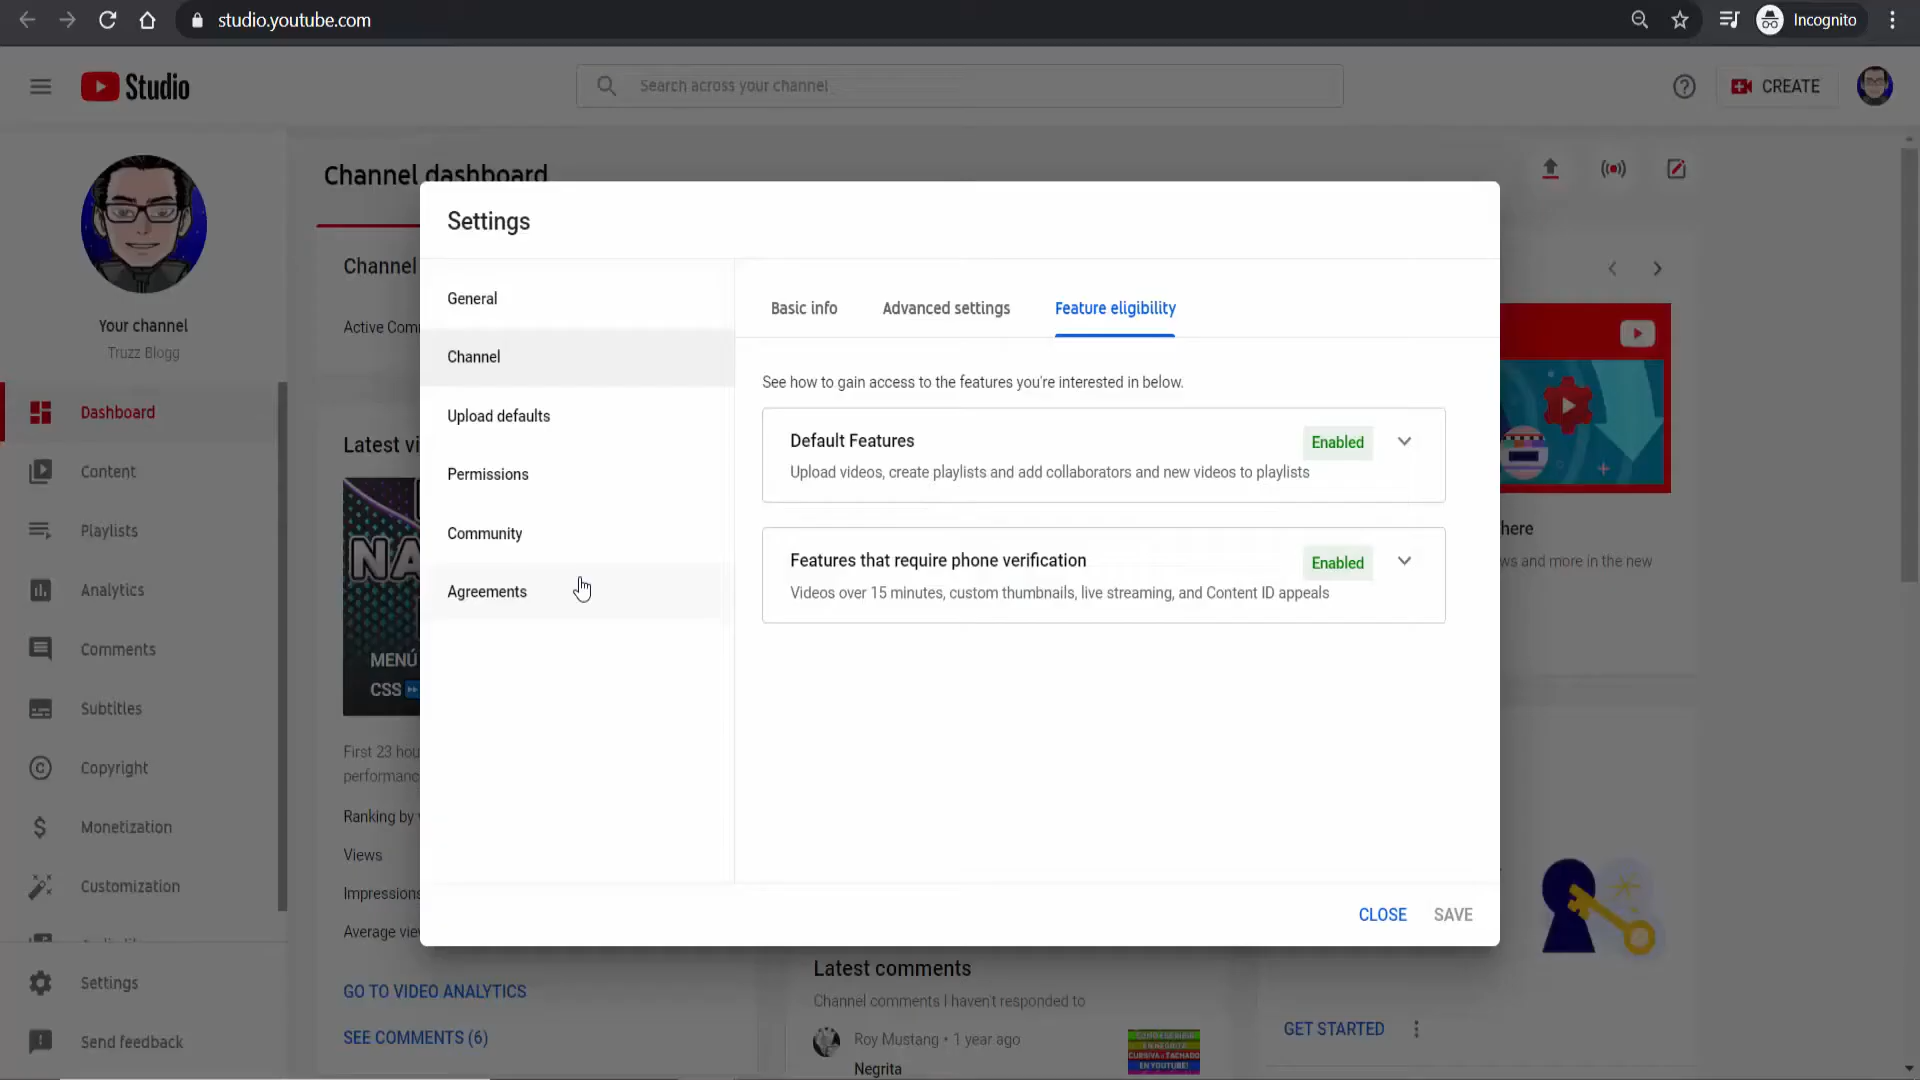 studio.youtube.com
Incognito
Studio
Search across your channel
CREATE
Channel dashboard
Your channel
Truzz Blogg
Dashboard
Content
Playlists
Analytics
Comments
Subtitles
Copyright
Monetization
Customization
Settings
Send feedback
Channel
Active Com
Latest vi
NA
MENÚ
CSS
First 23 hou
performanc
Ranking by
Views
Impressions
Average vie
GO TO VIDEO ANALYTICS
SEE COMMENTS (6)
Settings
General
Channel
Upload defaults
Permissions
Community
Agreements
Basic info
Advanced settings
Feature eligibility
See how to gain access to the features you're interested in below.
Default Features
Enabled
Upload videos, create playlists and add collaborators and new videos to playlists
Features that require phone verification
Enabled
Videos over 15 minutes, custom thumbnails, live streaming, and Content ID appeals
CLOSE
SAVE
here
ws and more in the new
Latest comments
Channel comments I haven't responded to
Roy Mustang • 1 year ago
Negrita
EN NEGRITA
CURSIVA o TACHADO
EN YOUTUBE!
GET STARTED